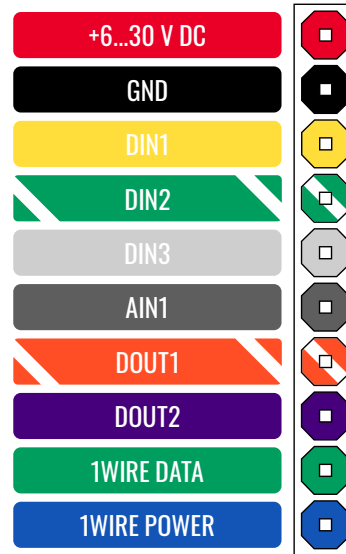 +6...30 V DC
GND
DIN1
DIN2
DIN3
AIN1
DOUT1
DOUT2
1WIRE DATA
1WIRE POWER